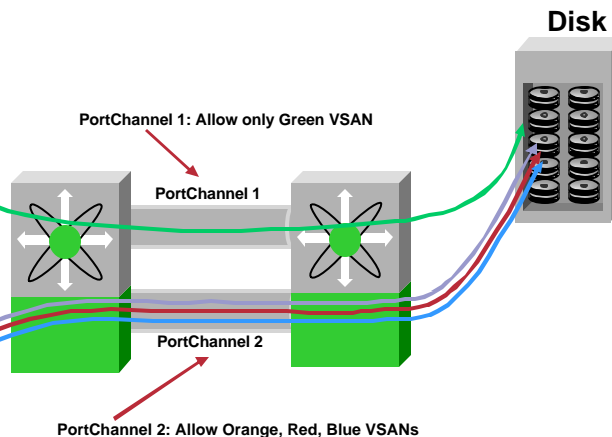 Disk
PortChannel 1: Allow only Green VSAN
PortChannel 1
PortChannel 2
PortChannel 2: Allow Orange, Red, Blue VSANs